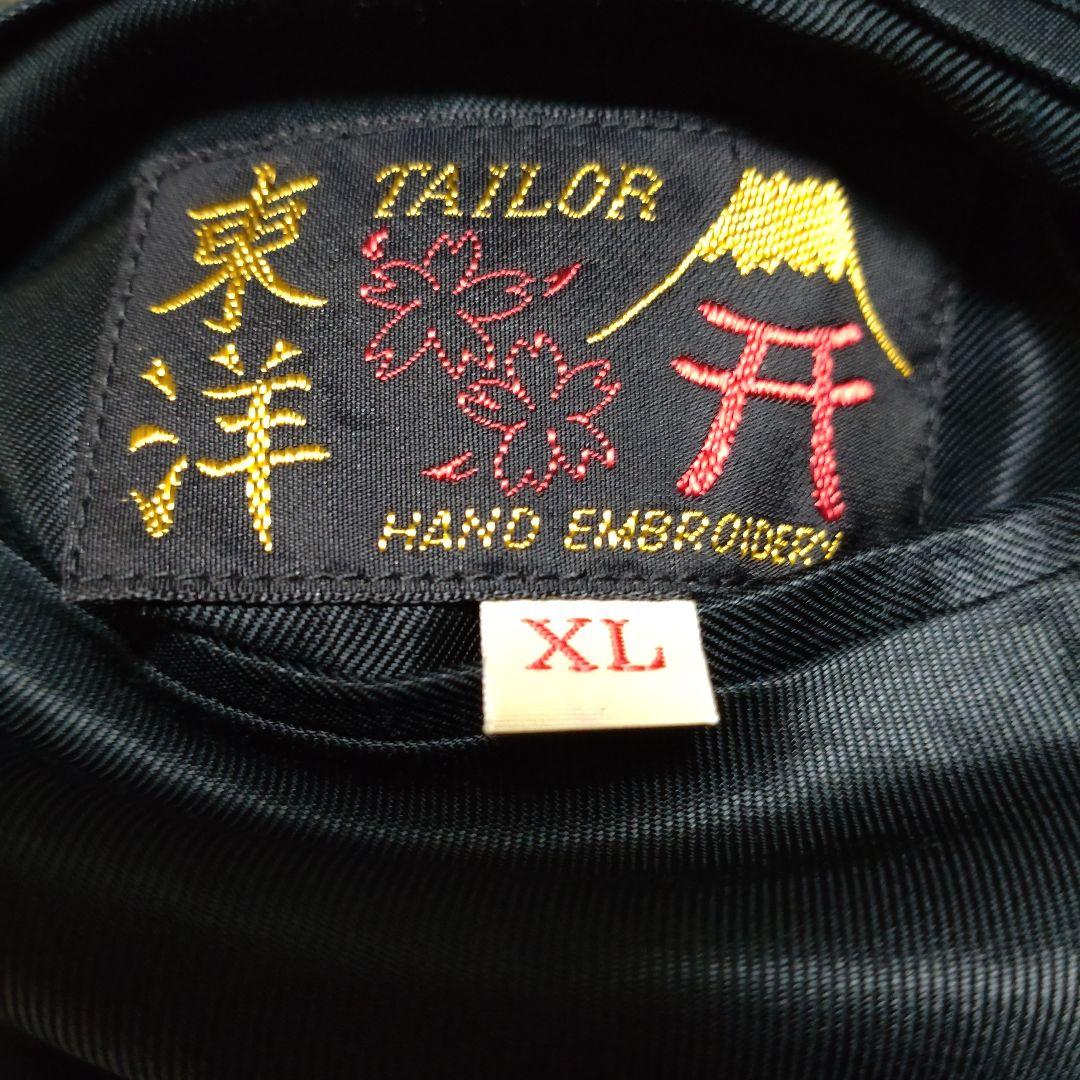 東洋
TAILOR
HAND EMBROIDERY
XL